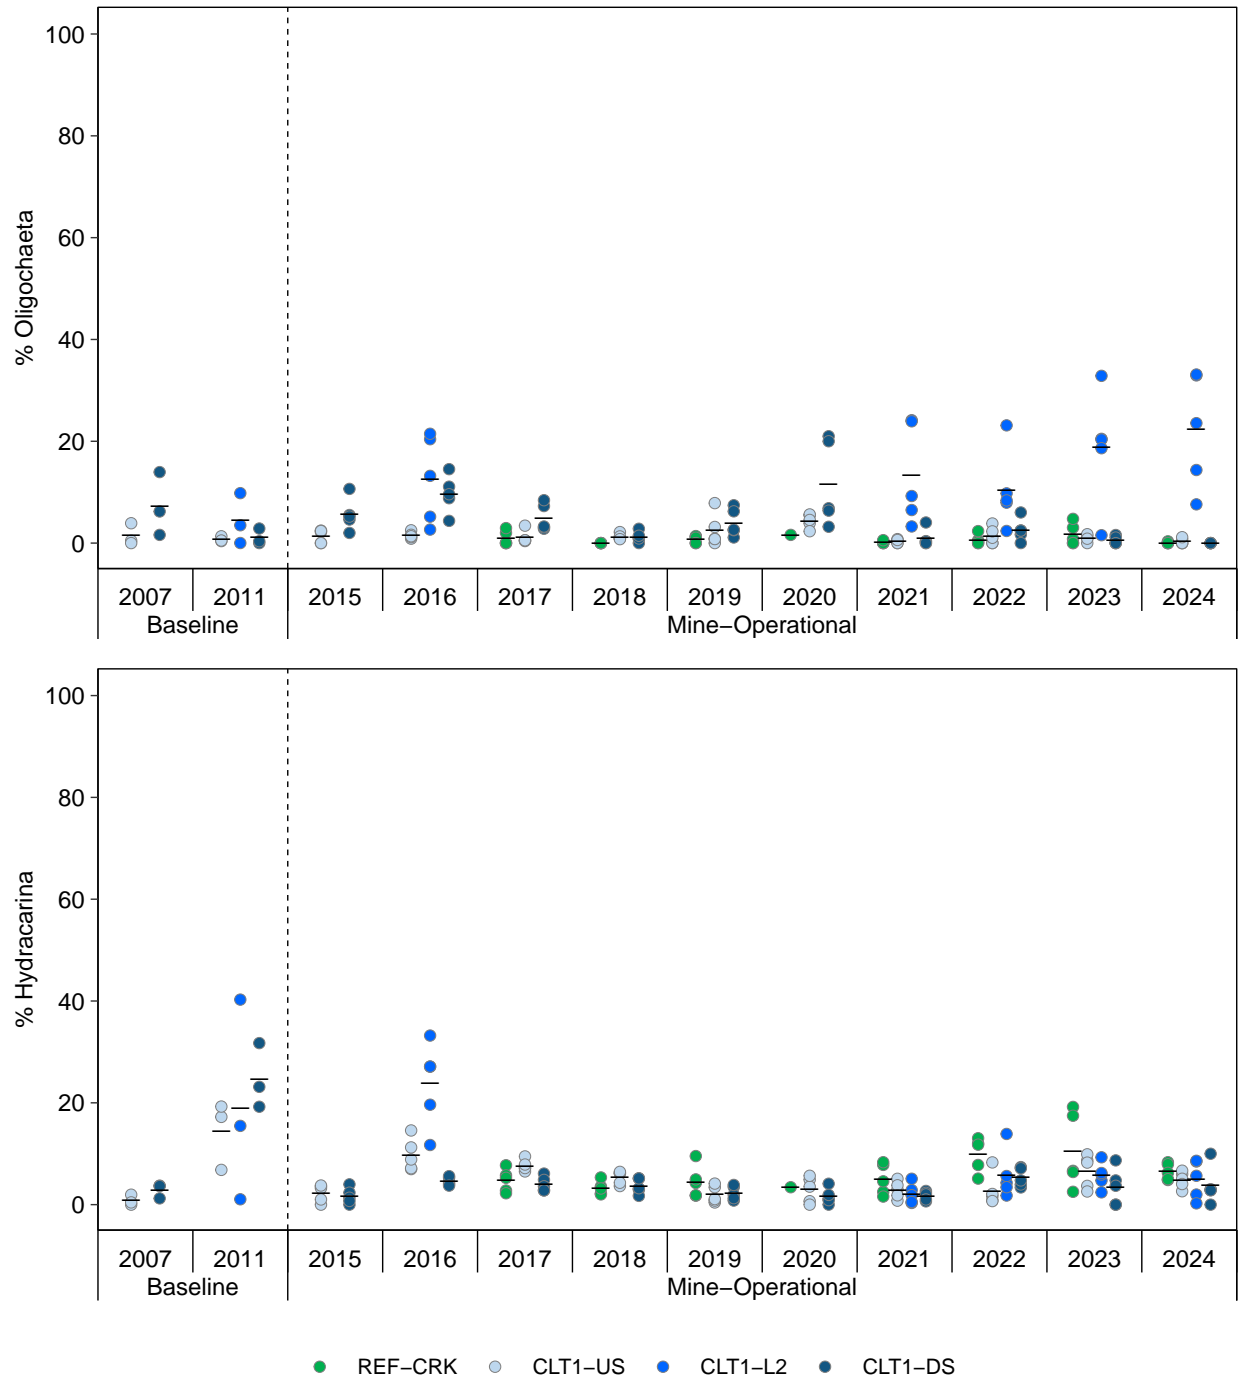 % Oligochaeta
100
80
60
40
20
0
2007 2011 2015 2016 2017 2018 2019 2020 2021 2022 2023 2024
Baseline Mine−Operational
% Hydracarina
100
80
60
40
20
0
2007 2011 2015 2016 2017 2018 2019 2020 2021 2022 2023 2024
Baseline Mine−Operational
REF−CRK CLT1−US CLT1−L2 CLT1−DS